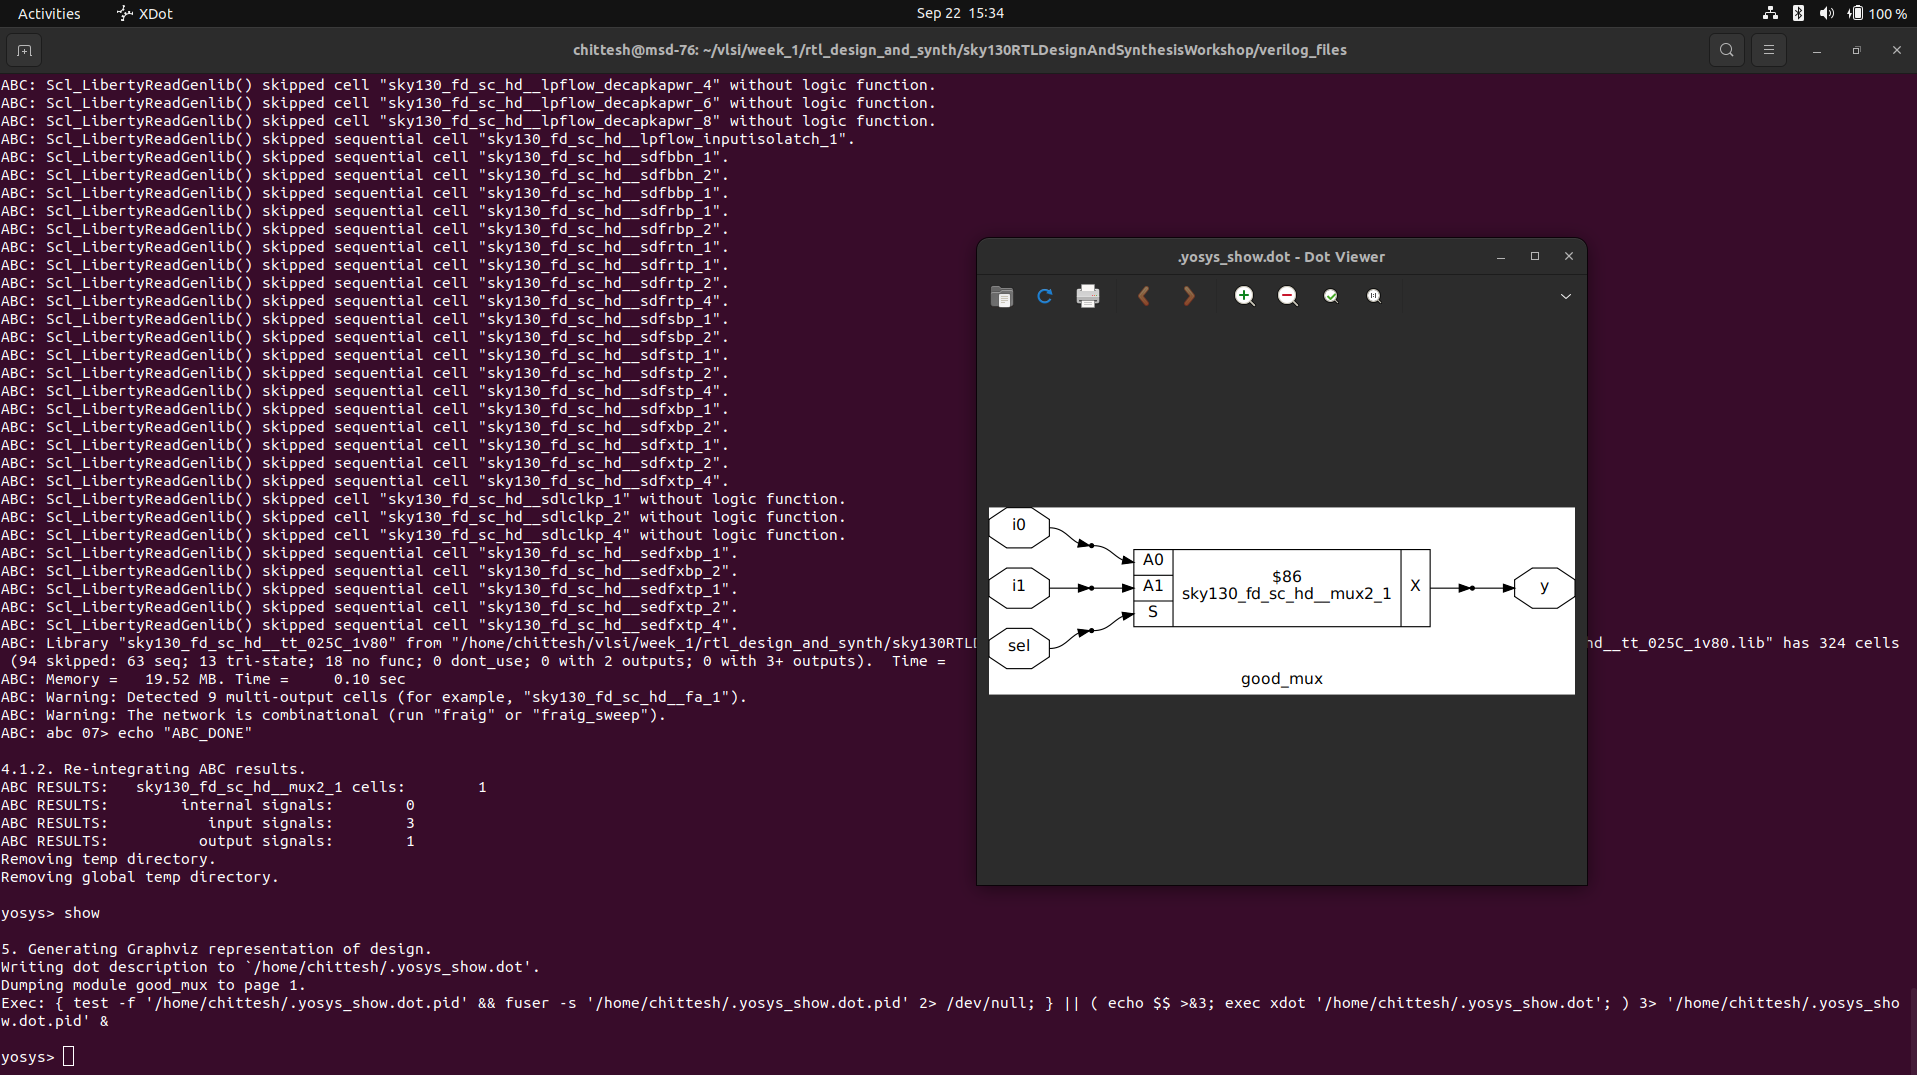 Activities XDot Sep 22 15:34 100 %
chittesh@msd-76: ~/vlsi/week_1/rtl_design_and_synth/sky130RTLDesignAndSynthesisWorkshop/verilog_files
ABC: Scl_LibertyReadGenlib() skipped cell "sky130_fd_sc_hd__lpflow_decapkapwr_4" without logic function.
ABC: Scl_LibertyReadGenlib() skipped cell "sky130_fd_sc_hd__lpflow_decapkapwr_6" without logic function.
ABC: Scl_LibertyReadGenlib() skipped cell "sky130_fd_sc_hd__lpflow_decapkapwr_8" without logic function.
ABC: Scl_LibertyReadGenlib() skipped sequential cell "sky130_fd_sc_hd__lpflow_inputisolatch_1".
ABC: Scl_LibertyReadGenlib() skipped sequential cell "sky130_fd_sc_hd__sdfbbn_1".
ABC: Scl_LibertyReadGenlib() skipped sequential cell "sky130_fd_sc_hd__sdfbbn_2".
ABC: Scl_LibertyReadGenlib() skipped sequential cell "sky130_fd_sc_hd__sdfbbp_1".
ABC: Scl_LibertyReadGenlib() skipped sequential cell "sky130_fd_sc_hd__sdfrbp_1".
ABC: Scl_LibertyReadGenlib() skipped sequential cell "sky130_fd_sc_hd__sdfrbp_2".
ABC: Scl_LibertyReadGenlib() skipped sequential cell "sky130_fd_sc_hd__sdfrtn_1".
ABC: Scl_LibertyReadGenlib() skipped sequential cell "sky130_fd_sc_hd__sdfrtp_1".
ABC: Scl_LibertyReadGenlib() skipped sequential cell "sky130_fd_sc_hd__sdfrtp_2".
ABC: Scl_LibertyReadGenlib() skipped sequential cell "sky130_fd_sc_hd__sdfrtp_4".
ABC: Scl_LibertyReadGenlib() skipped sequential cell "sky130_fd_sc_hd__sdfsbp_1".
ABC: Scl_LibertyReadGenlib() skipped sequential cell "sky130_fd_sc_hd__sdfsbp_2".
ABC: Scl_LibertyReadGenlib() skipped sequential cell "sky130_fd_sc_hd__sdfstp_1".
ABC: Scl_LibertyReadGenlib() skipped sequential cell "sky130_fd_sc_hd__sdfstp_2".
ABC: Scl_LibertyReadGenlib() skipped sequential cell "sky130_fd_sc_hd__sdfstp_4".
ABC: Scl_LibertyReadGenlib() skipped sequential cell "sky130_fd_sc_hd__sdfxbp_1".
ABC: Scl_LibertyReadGenlib() skipped sequential cell "sky130_fd_sc_hd__sdfxbp_2".
ABC: Scl_LibertyReadGenlib() skipped sequential cell "sky130_fd_sc_hd__sdfxtp_1".
ABC: Scl_LibertyReadGenlib() skipped sequential cell "sky130_fd_sc_hd__sdfxtp_2".
ABC: Scl_LibertyReadGenlib() skipped sequential cell "sky130_fd_sc_hd__sdfxtp_4".
ABC: Scl_LibertyReadGenlib() skipped cell "sky130_fd_sc_hd__sdlclkp_1" without logic function.
ABC: Scl_LibertyReadGenlib() skipped cell "sky130_fd_sc_hd__sdlclkp_2" without logic function.
ABC: Scl_LibertyReadGenlib() skipped cell "sky130_fd_sc_hd__sdlclkp_4" without logic function.
ABC: Scl_LibertyReadGenlib() skipped sequential cell "sky130_fd_sc_hd__sedfxbp_1".
ABC: Scl_LibertyReadGenlib() skipped sequential cell "sky130_fd_sc_hd__sedfxbp_2".
ABC: Scl_LibertyReadGenlib() skipped sequential cell "sky130_fd_sc_hd__sedfxtp_1".
ABC: Scl_LibertyReadGenlib() skipped sequential cell "sky130_fd_sc_hd__sedfxtp_2".
ABC: Scl_LibertyReadGenlib() skipped sequential cell "sky130_fd_sc_hd__sedfxtp_4".
ABC: Library "sky130_fd_sc_hd__tt_025C_1v80" from "/home/chittesh/vlsi/week_1/rtl_design_and_synth/sky130RTLD hd__tt_025C_1v80.lib" has 324 cells
(94 skipped: 63 seq; 13 tri-state; 18 no func; 0 dont_use; 0 with 2 outputs; 0 with 3+ outputs). Time =
ABC: Memory = 19.52 MB. Time = 0.10 sec
ABC: Warning: Detected 9 multi-output cells (for example, "sky130_fd_sc_hd__fa_1").
ABC: Warning: The network is combinational (run "fraig" or "fraig_sweep").
ABC: abc 07> echo "ABC_DONE"
4.1.2. Re-integrating ABC results.
ABC RESULTS: sky130_fd_sc_hd__mux2_1 cells: 1
ABC RESULTS: internal signals: 0
ABC RESULTS: input signals: 3
ABC RESULTS: output signals: 1
Removing temp directory.
Removing global temp directory.
yosys> show
5. Generating Graphviz representation of design.
Writing dot description to `/home/chittesh/.yosys_show.dot'.
Dumping module good_mux to page 1.
Exec: { test -f '/home/chittesh/.yosys_show.dot.pid' && fuser -s '/home/chittesh/.yosys_show.dot.pid' 2> /dev/null; } || ( echo $$ >&3; exec xdot '/home/chittesh/.yosys_show.dot'; ) 3> '/home/chittesh/.yosys_sho
w.dot.pid' &
yosys>
.yosys_show.dot - Dot Viewer
i0
i1
sel
A0
A1
S
$86
sky130_fd_sc_hd__mux2_1
X
y
good_mux